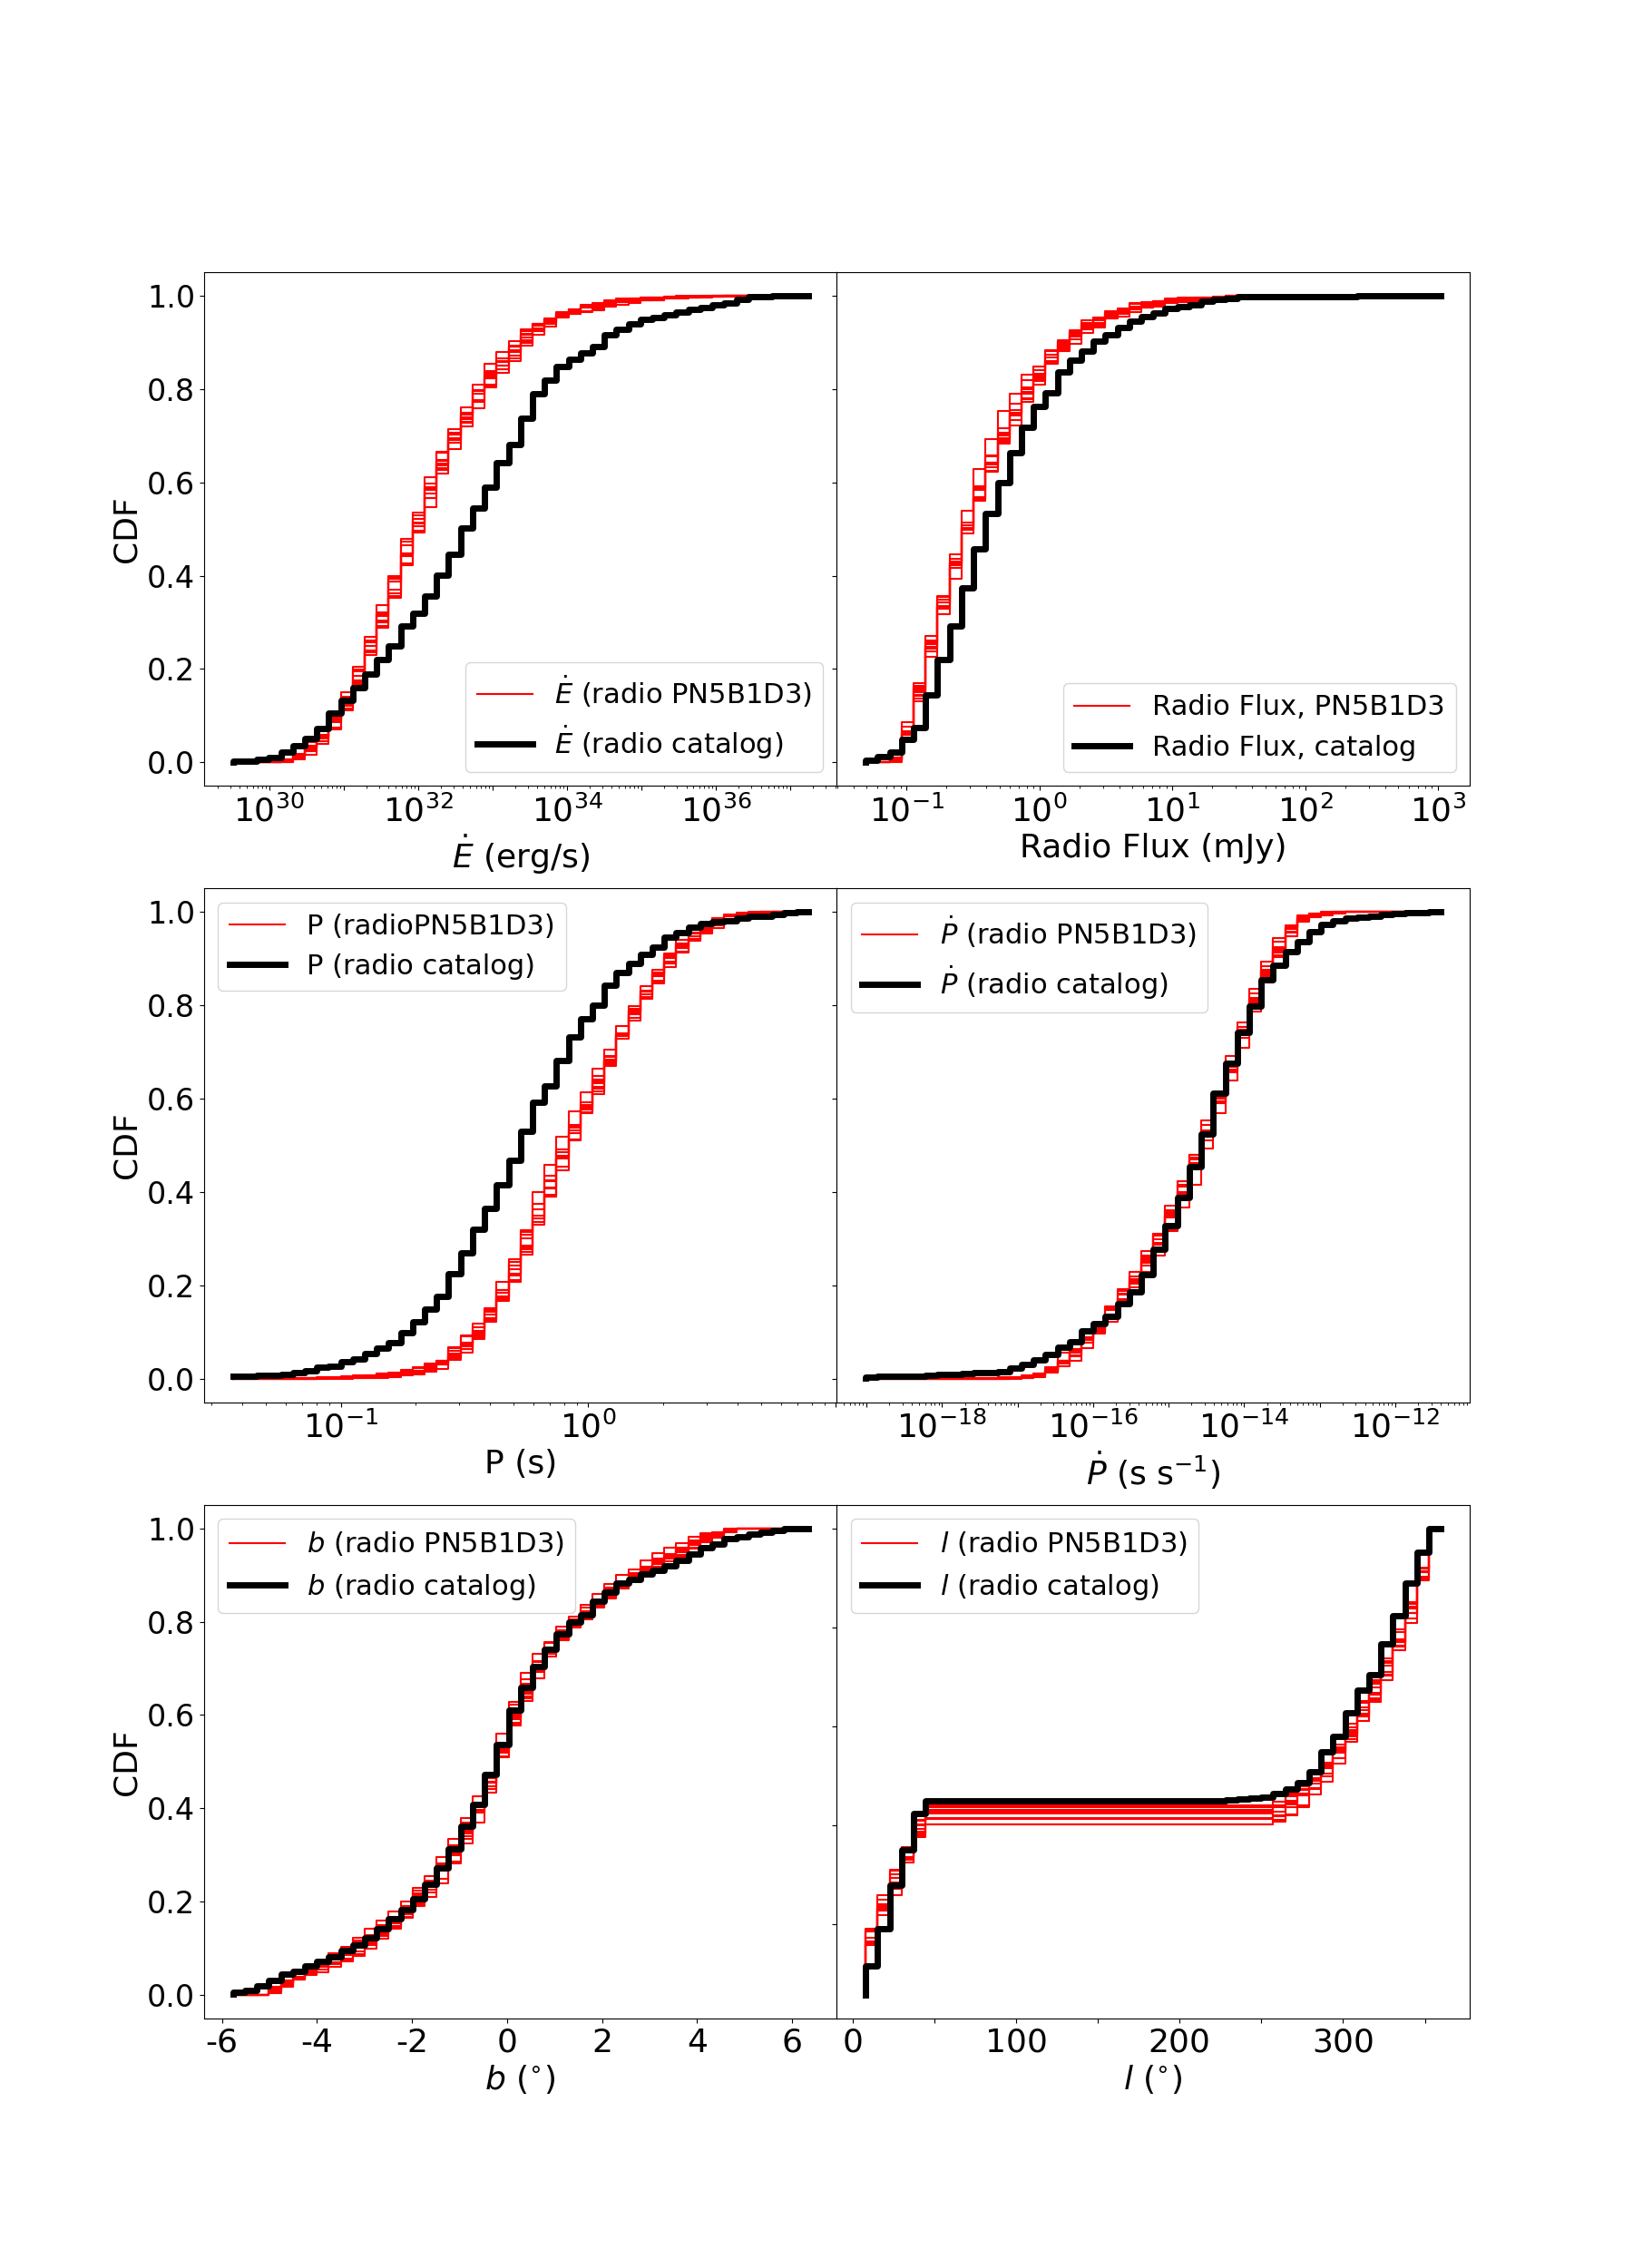 1.0
0.8
0.6
0.4
0.2
0.0
CDF
Ė (radio PN5B1D3)
Ė (radio catalog)
10^30 10^32 10^34 10^36
Ė (erg/s)
Radio Flux, PN5B1D3
Radio Flux, catalog
10^−1 10^0 10^1 10^2 10^3
Radio Flux (mJy)
1.0
0.8
0.6
0.4
0.2
0.0
CDF
P (radioPN5B1D3)
P (radio catalog)
10^−1 10^0
P (s)
Ṗ (radio PN5B1D3)
Ṗ (radio catalog)
10^−18 10^−16 10^−14 10^−12
Ṗ (s s^−1)
1.0
0.8
0.6
0.4
0.2
0.0
CDF
b (radio PN5B1D3)
b (radio catalog)
-6 -4 -2 0 2 4 6
b (°)
l (radio PN5B1D3)
l (radio catalog)
0 100 200 300
l (°)